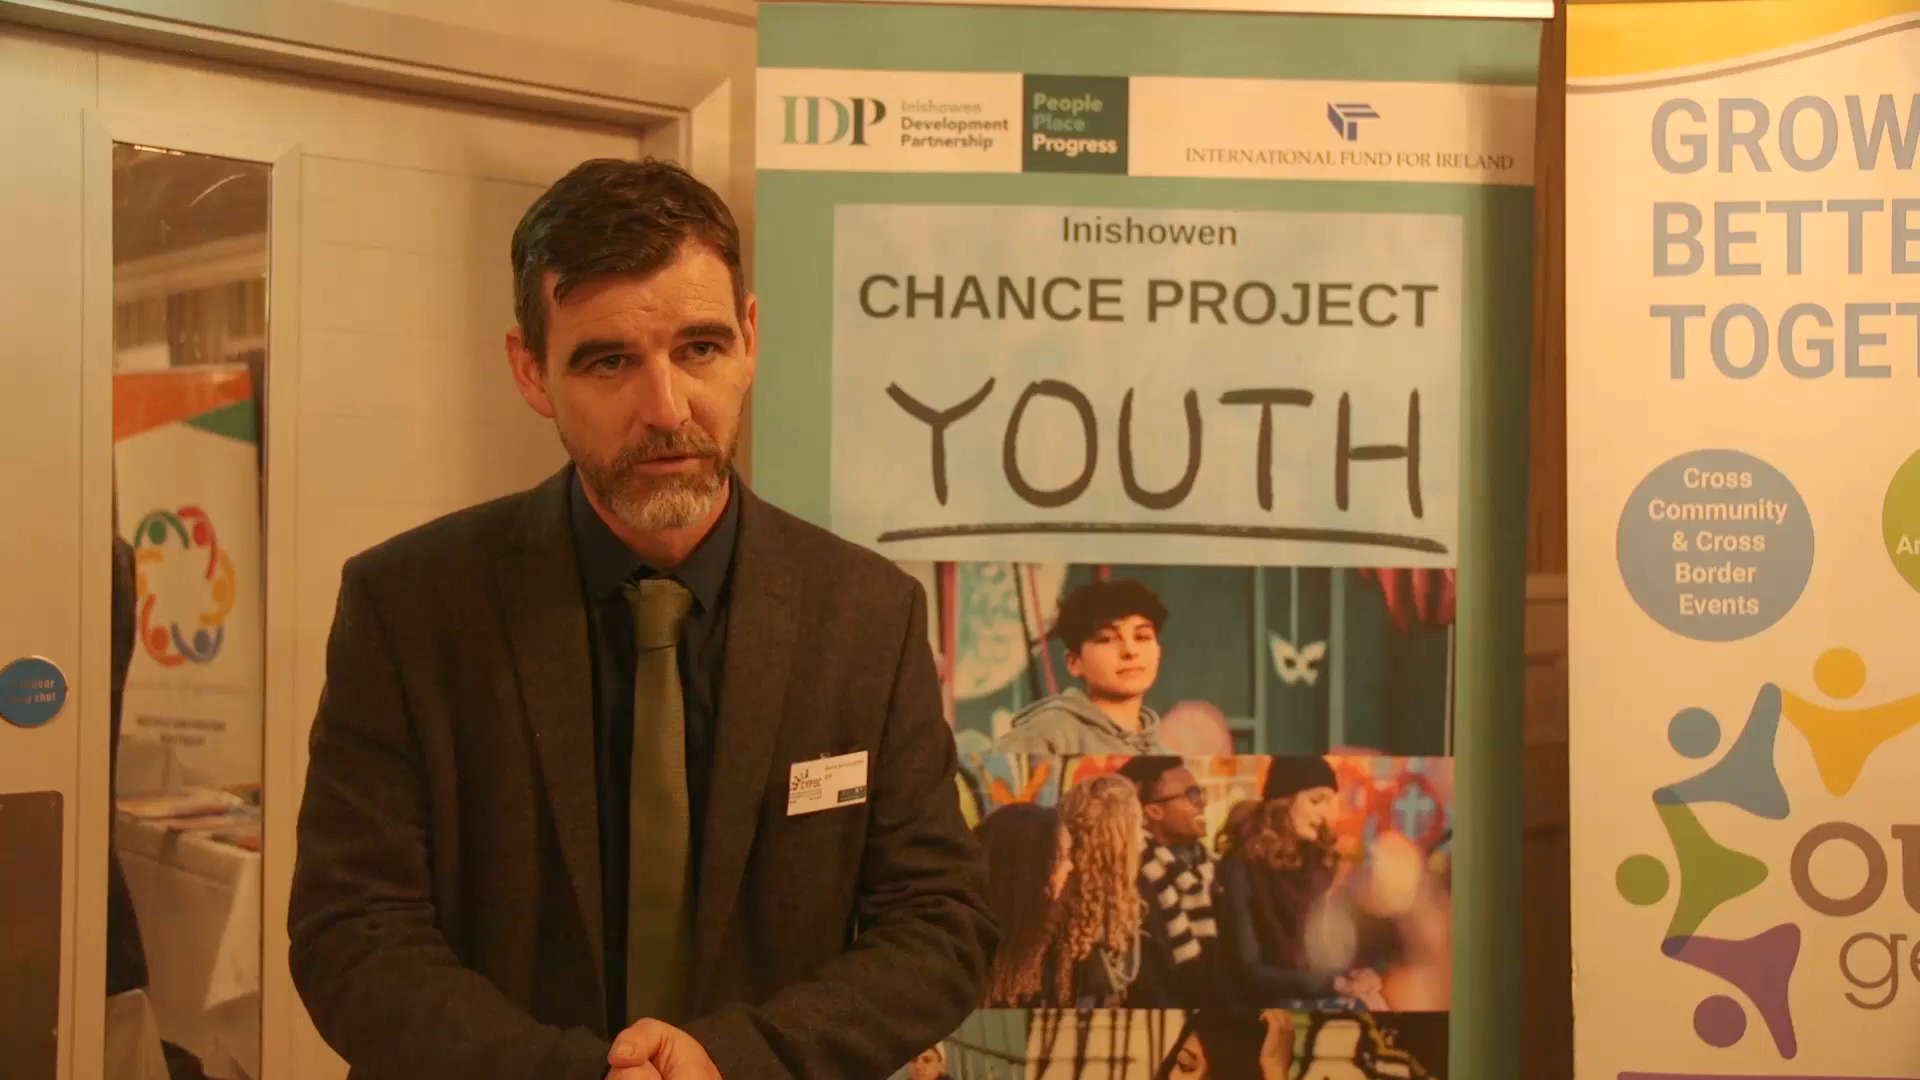 IDP
Inishowen
Development
Partnership
People
Place
Progress
INTERNATIONAL FUND FOR IRELAND
Inishowen
CHANCE PROJECT
YOUTH
GROW
BETTE
TOGET
Cross
Community
& Cross
Border
Events
CYPSC